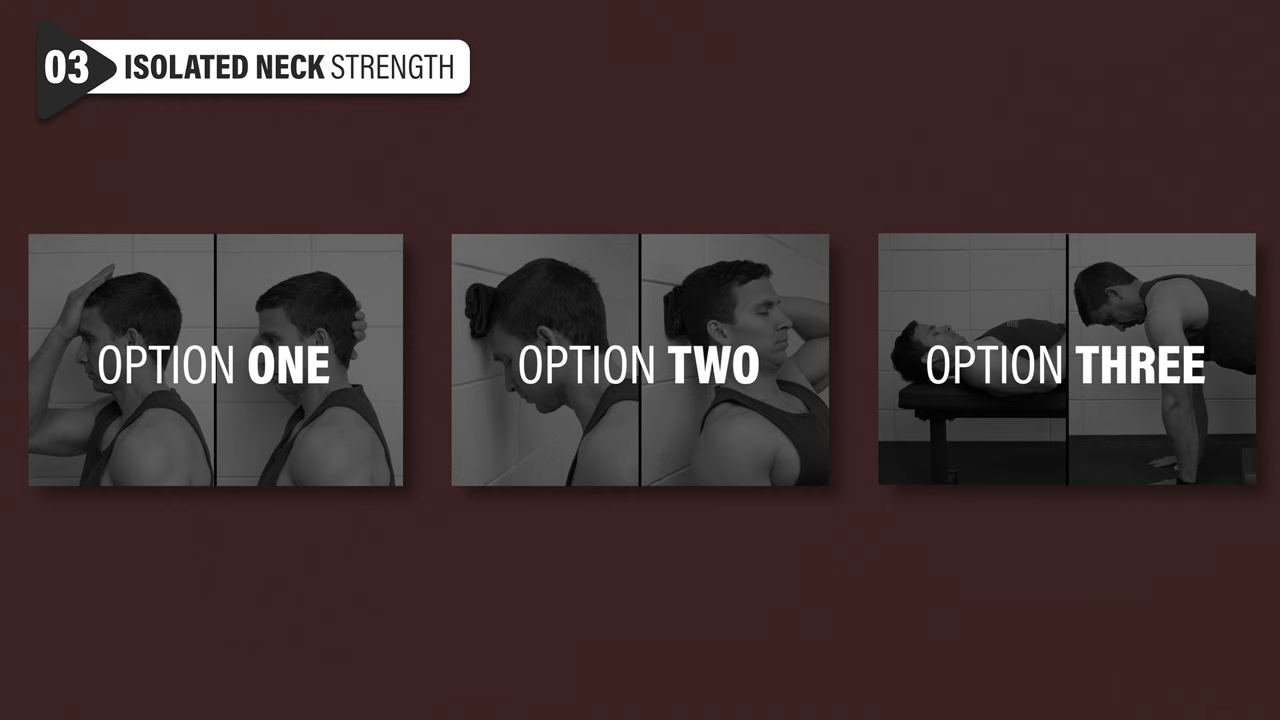 03
ISOLATED NECK STRENGTH
OPTION ONE
OPTION TWO
OPTION THREE